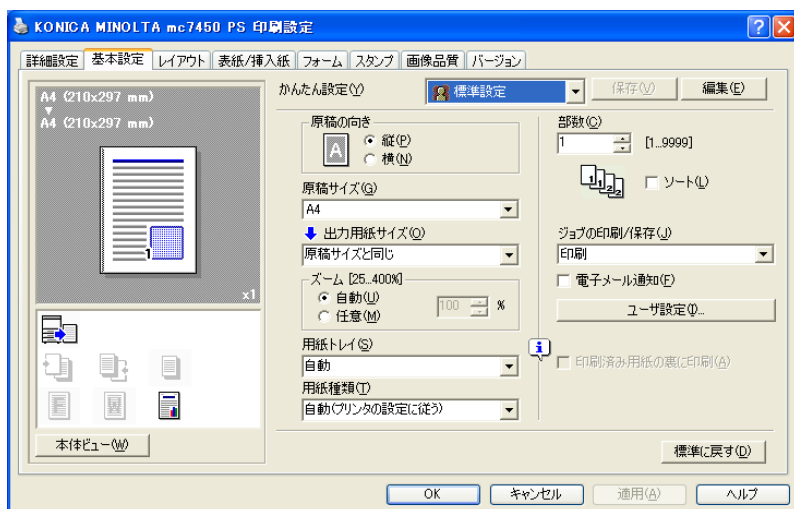 KONICA MINOLTA mc7450 PS 印刷設定
詳細設定 基本設定 レイアウト 表紙/挿入紙 フォーム スタンプ 画像品質 バージョン
A4 (210x297 mm)
A4 (210x297 mm)
1
x1
本体ビュー(W)
かんたん設定(Y)
標準設定
保存(V)
編集(E)
原稿の向き
A
縦(P)
横(N)
原稿サイズ(G)
A4
出力用紙サイズ(O)
原稿サイズと同じ
ズーム [25...400%]
自動(U)
任意(M)
100 %
用紙トレイ(S)
自動
用紙種類(T)
自動(プリンタの設定に従う)
部数(C)
1 [1...9999]
1 1 2 2
ソート(L)
ジョブの印刷/保存(J)
印刷
電子メール通知(F)
ユーザ設定(I)...
印刷済み用紙の裏に印刷(A)
標準に戻す(D)
OK キャンセル 適用(A) ヘルプ